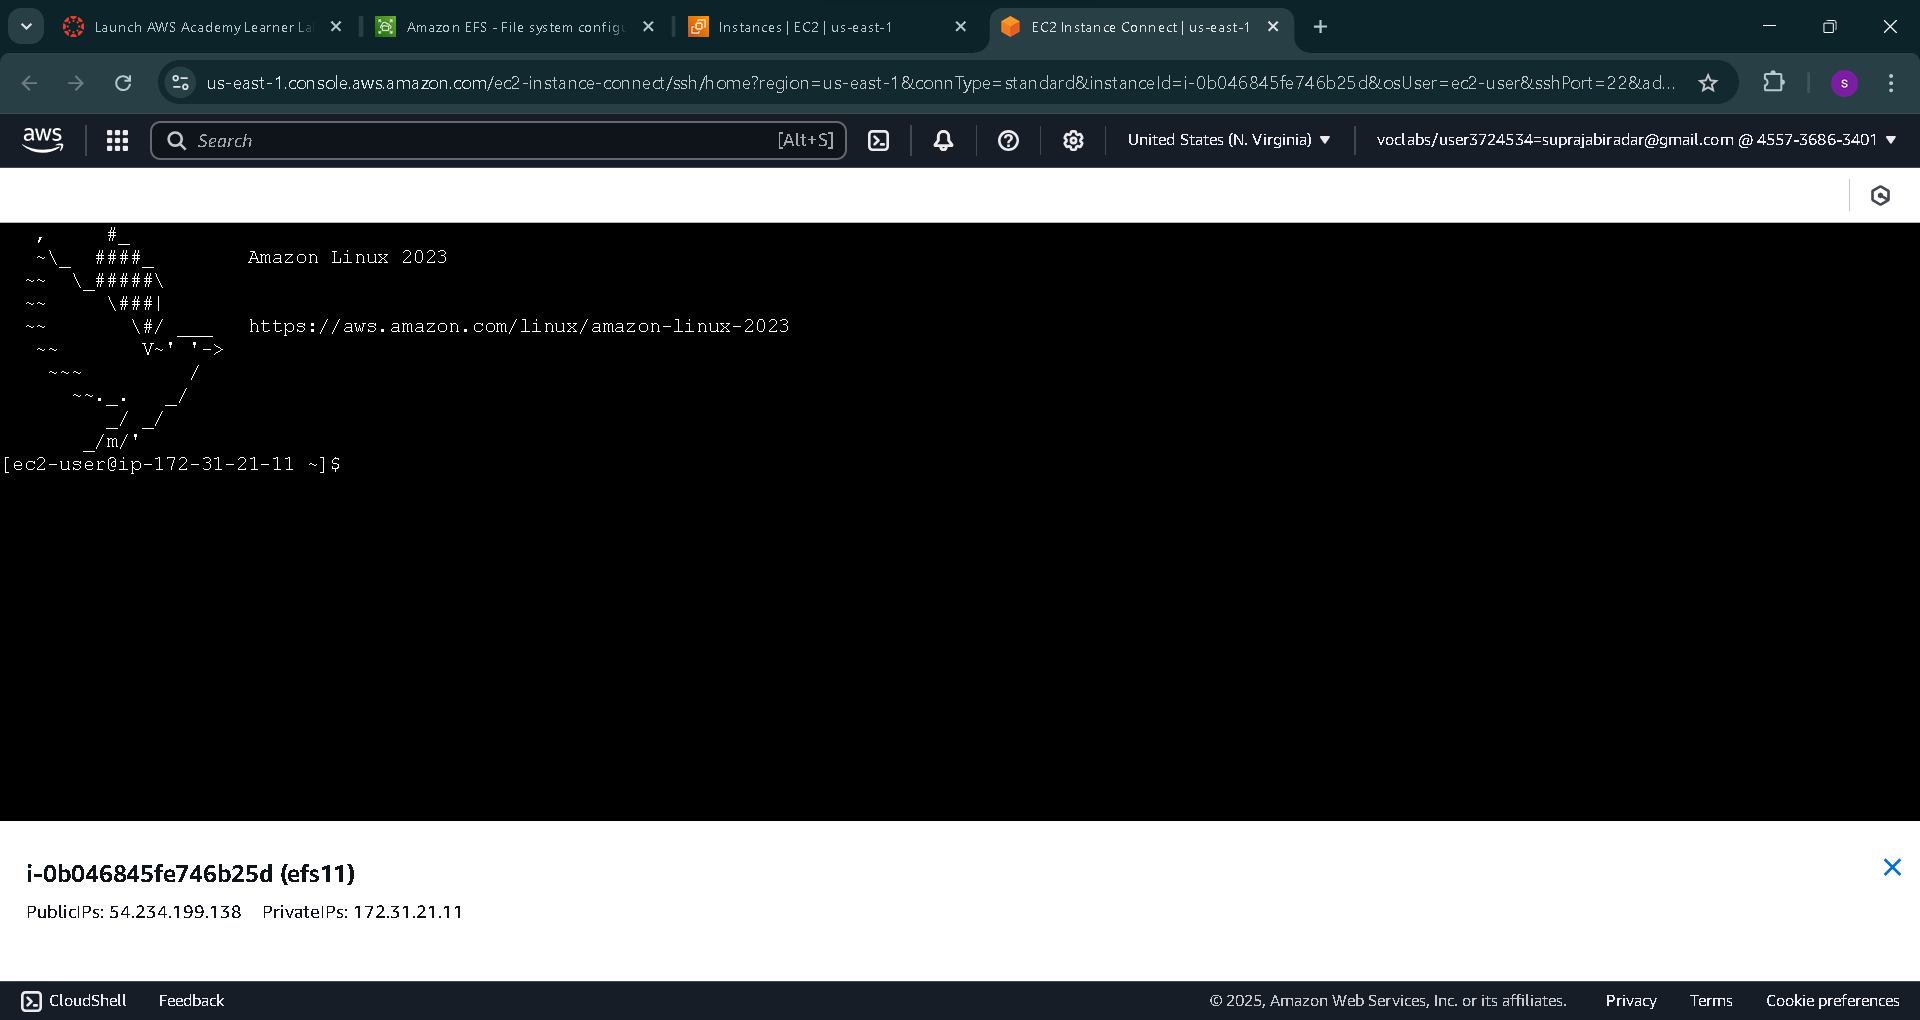 Launch AWS Academy Learner La
Amazon EFS - File system configu
Instances | EC2 | us-east-1
EC2 Instance Connect | us-east-1
us-east-1.console.aws.amazon.com/ec2-instance-connect/ssh/home?region=us-east-1&connType=standard&instanceId=i-0b046845fe746b25d&osUser=ec2-user&sshPort=22&ad...
S
aws
Search
[Alt+S]
United States (N. Virginia)
voclabs/user3724534=suprajabiradar@gmail.com @ 4557-3686-3401
   ,     #_
   ~\_  ####_        Amazon Linux 2023
  ~~  \_#####\
  ~~     \###|
  ~~       \#/ ___   https://aws.amazon.com/linux/amazon-linux-2023
   ~~       V~' '->
    ~~~         /
      ~~._.   _/
         _/ _/
       _/m/'
[ec2-user@ip-172-31-21-11 ~]$
i-0b046845fe746b25d (efs11)
PublicIPs: 54.234.199.138 PrivateIPs: 172.31.21.11
CloudShell
Feedback
© 2025, Amazon Web Services, Inc. or its affiliates.
Privacy
Terms
Cookie preferences